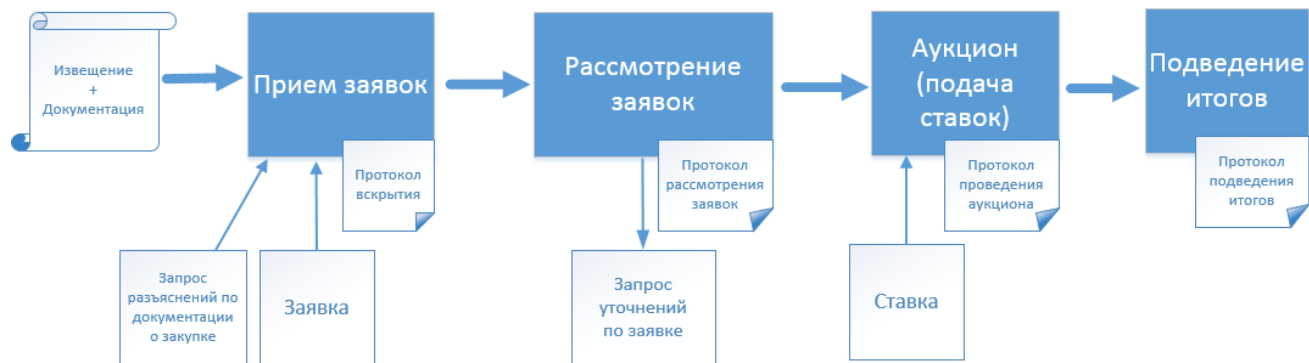 Извещение
+
Документация
Прием заявок
Протокол
вскрытия
Рассмотрение
заявок
Протокол
рассмотрения
заявок
Аукцион
(подача
ставок)
Протокол
проведения
аукциона
Подведение
итогов
Протокол
подведения
итогов
Запрос
разъяснений по
документации
о закупке
Заявка
Запрос
уточнений
по заявке
Ставка